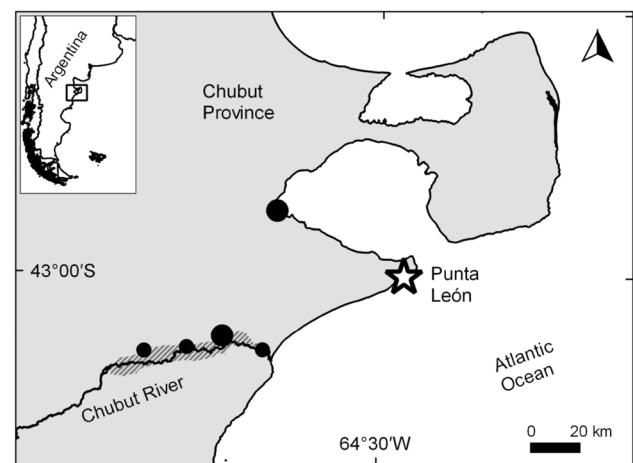 Argentina
Chubut
Province
43°00'S
Punta
León
Atlantic
Ocean
Chubut River
64°30'W
0 20 km